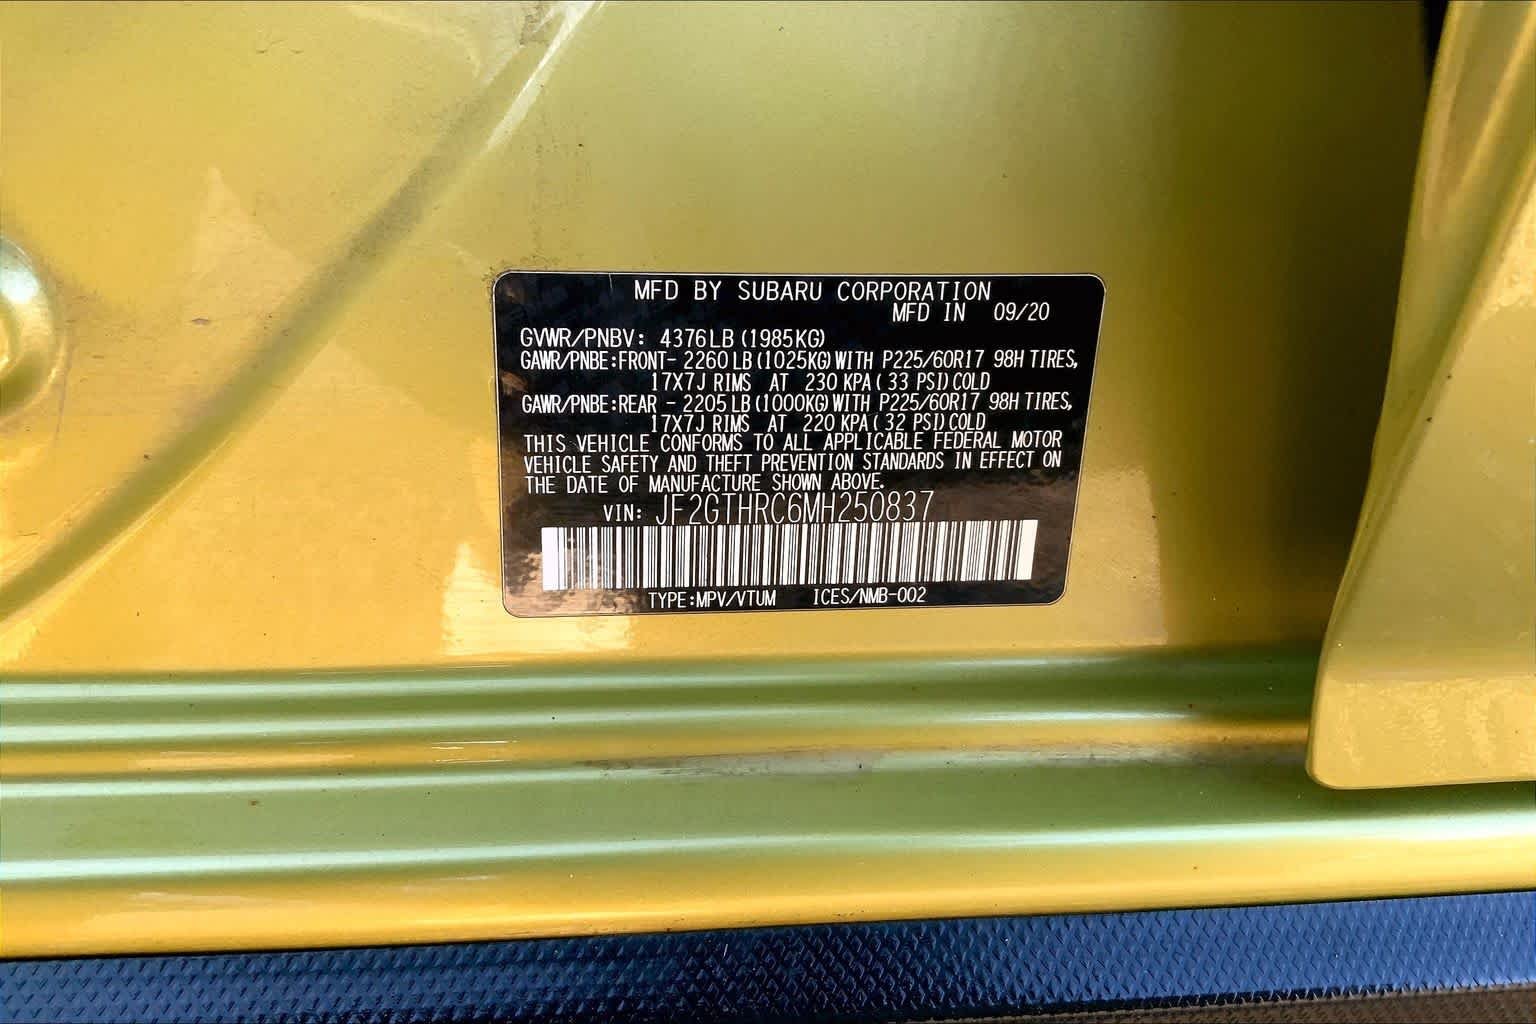 MFD BY SUBARU CORPORATION
MFD IN 09/20
GVWR/PNBV: 4376LB (1985KG)
GAWR/PNBE:FRONT- 2260LB (1025KG) WITH P225/60R17 98H TIRES,
17X7J RIMS AT 230 KPA( 33 PSI) COLD
GAWR/PNBE:REAR - 2205LB (1000KG) WITH P225/60R17 98H TIRES,
17X7J RIMS AT 220 KPA( 32 PSI) COLD
THIS VEHICLE CONFORMS TO ALL APPLICABLE FEDERAL MOTOR
VEHICLE SAFETY AND THEFT PREVENTION STANDARDS IN EFFECT ON
THE DATE OF MANUFACTURE SHOWN ABOVE.
VIN: JF2GTHRC6MH250837
TYPE:MPV/VTUM ICES/NMB-002